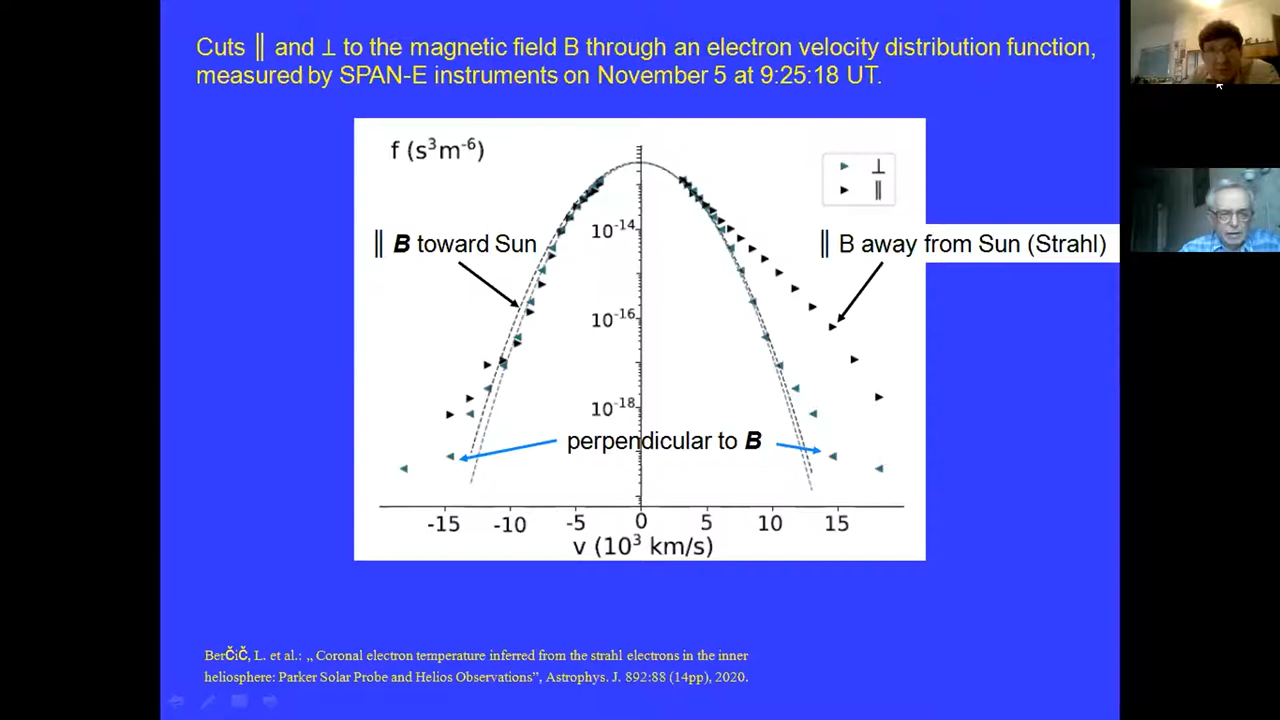 Cuts ∥ and ⊥ to the magnetic field B through an electron velocity distribution function,
measured by SPAN-E instruments on November 5 at 9:25:18 UT.
f (s³m⁻⁶)
⊥
∥
10⁻¹⁴
∥ B toward Sun
∥ B away from Sun (Strahl)
10⁻¹⁶
10⁻¹⁸
perpendicular to B
-15 -10 -5 0 5 10 15
v (10³ km/s)
BerČiČ, L. et al.: „ Coronal electron temperature inferred from the strahl electrons in the inner
heliosphere: Parker Solar Probe and Helios Observations”, Astrophys. J. 892:88 (14pp), 2020.